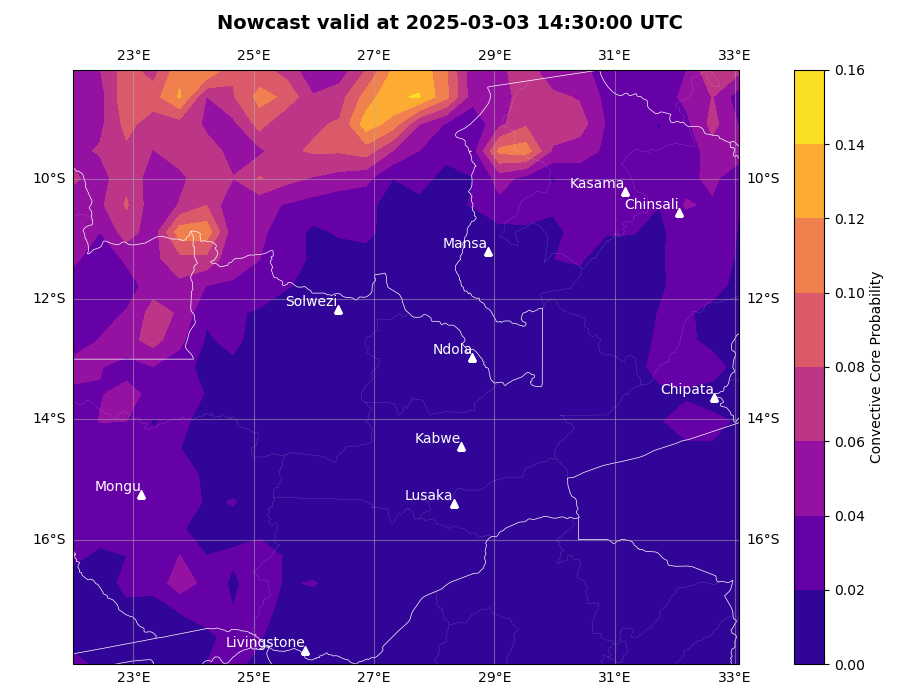 Nowcast valid at 2025-03-03 14:30:00 UTC
23°E 25°E 27°E 29°E 31°E 33°E
0.16
0.14
0.12
0.10
0.08
0.06
0.04
0.02
0.00
Convective Core Probability
10°S 10°S
12°S 12°S
14°S 14°S
16°S 16°S
Kasama
Chinsali
Mansa
Solwezi
Ndola
Chipata
Kabwe
Mongu
Lusaka
Livingstone
23°E 25°E 27°E 29°E 31°E 33°E